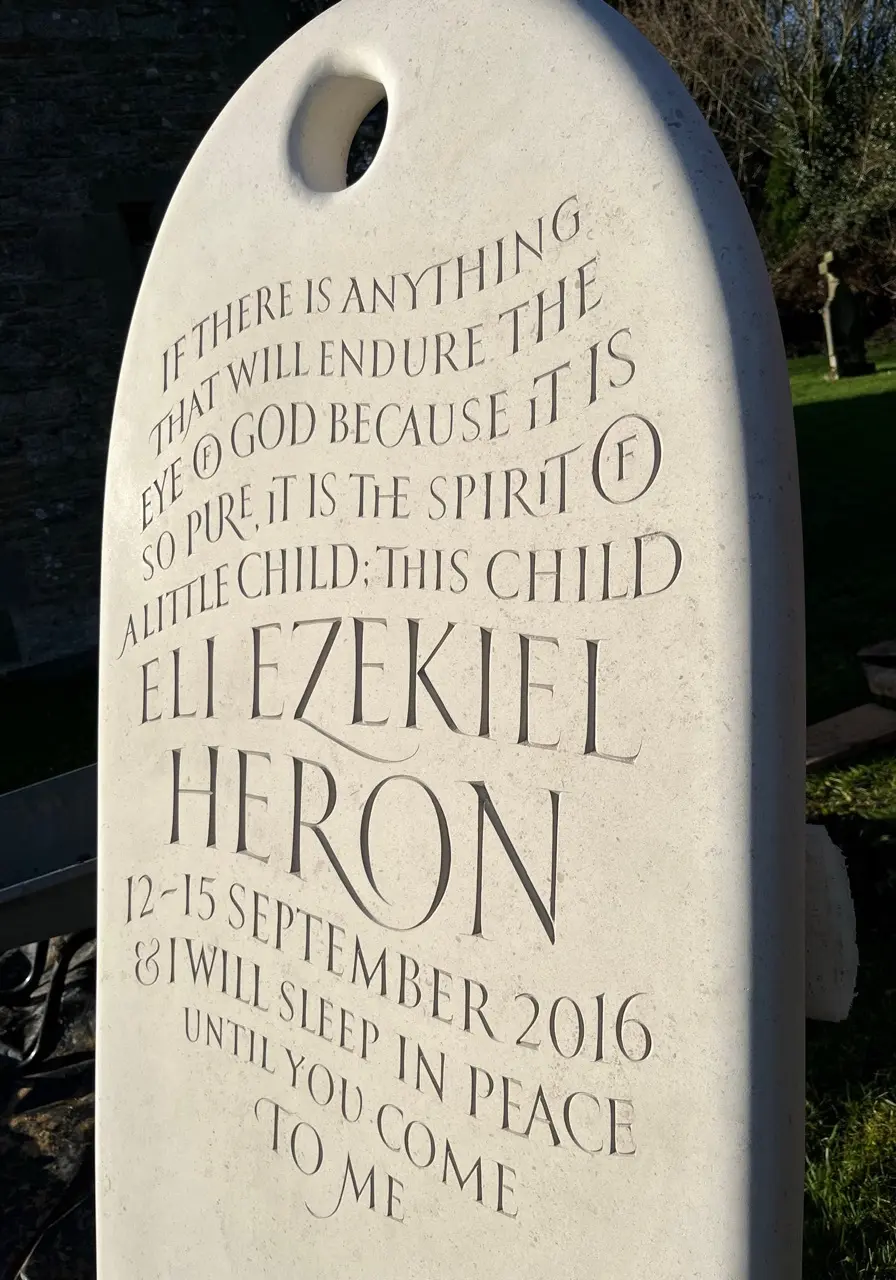 IF THERE IS ANYTHING
THAT WILL ENDURE THE
EYE OF GOD BECAUSE iT IS
SO PURE, iT IS THE SPIRiT OF
A LITTLE CHILD; THIS CHILD
ELI EZEKIEL
HERON
12-15 SEPTEMBER 2016
& I WILL SLEEP IN PEACE
UNTIL YOU COME
TO ME